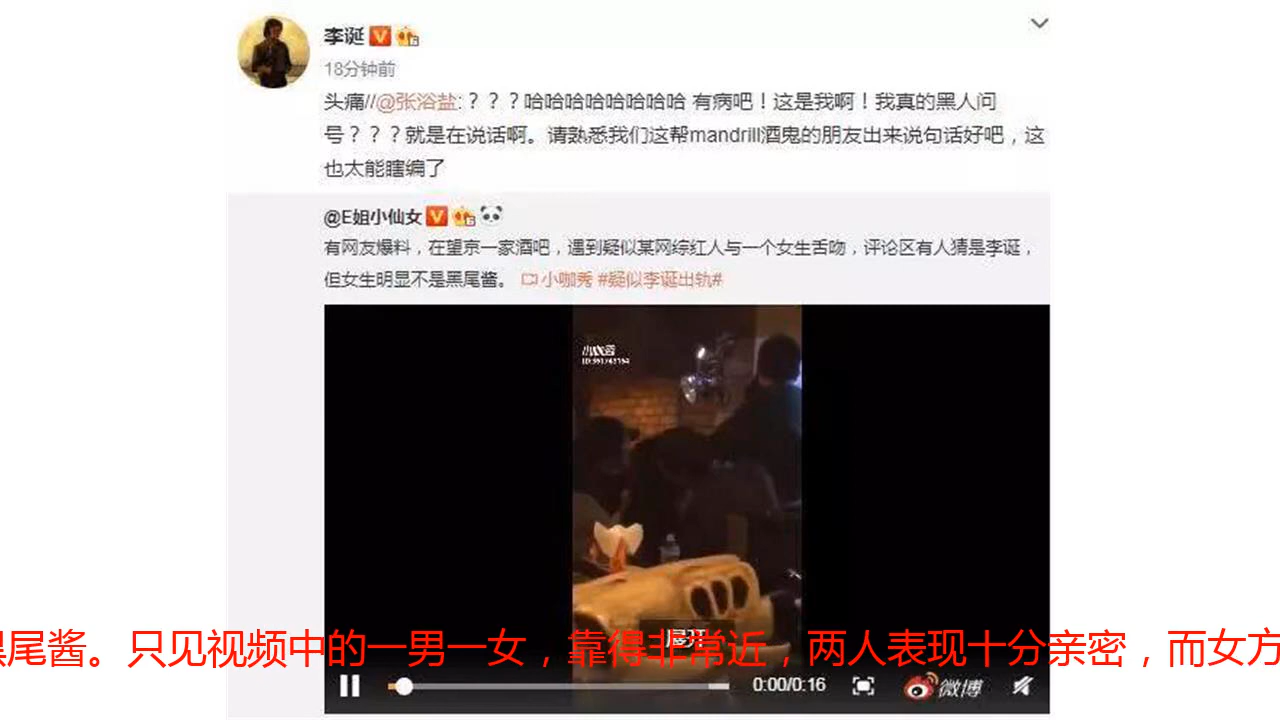 李诞
18分钟前
头痛//@张浴盐:？？？哈哈哈哈哈哈哈哈 有病吧！这是我啊！我真的黑人问
号？？？就是在说话啊。请熟悉我们这帮mandrill酒鬼的朋友出来说句话好吧，这
也太能瞎编了
@E姐小仙女
有网友爆料，在望京一家酒吧，遇到疑似某网综红人与一个女生舌吻，评论区有人猜是李诞，
但女生明显不是黑尾酱。 小咖秀 #疑似李诞出轨#
小咖秀
黑尾酱。只见视频中的一男一女，靠得非常近，两人表现十分亲密，而女方
0:00/0:16
微博